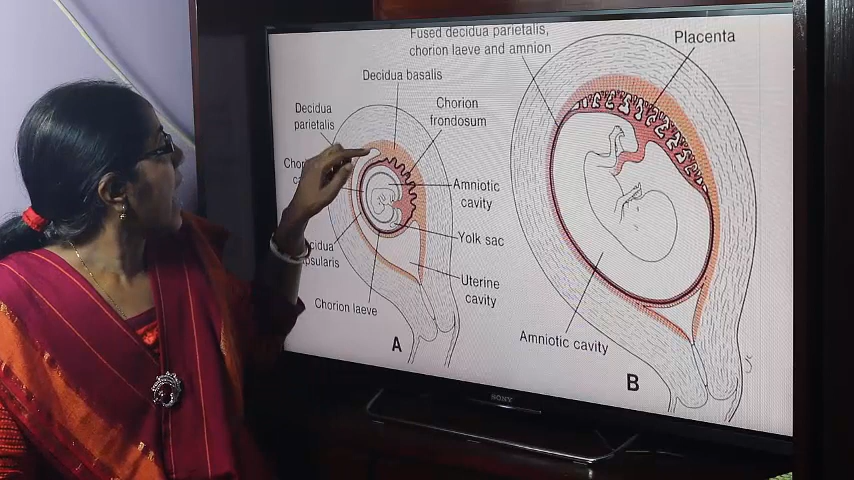 Fused decidua parietalis,
chorion laeve and amnion
Placenta
Decidua basalis
Decidua
parietalis
Chorion
frondosum
Amniotic
cavity
Yolk sac
Uterine
cavity
Chorion laeve
A
Amniotic cavity
B
SONY